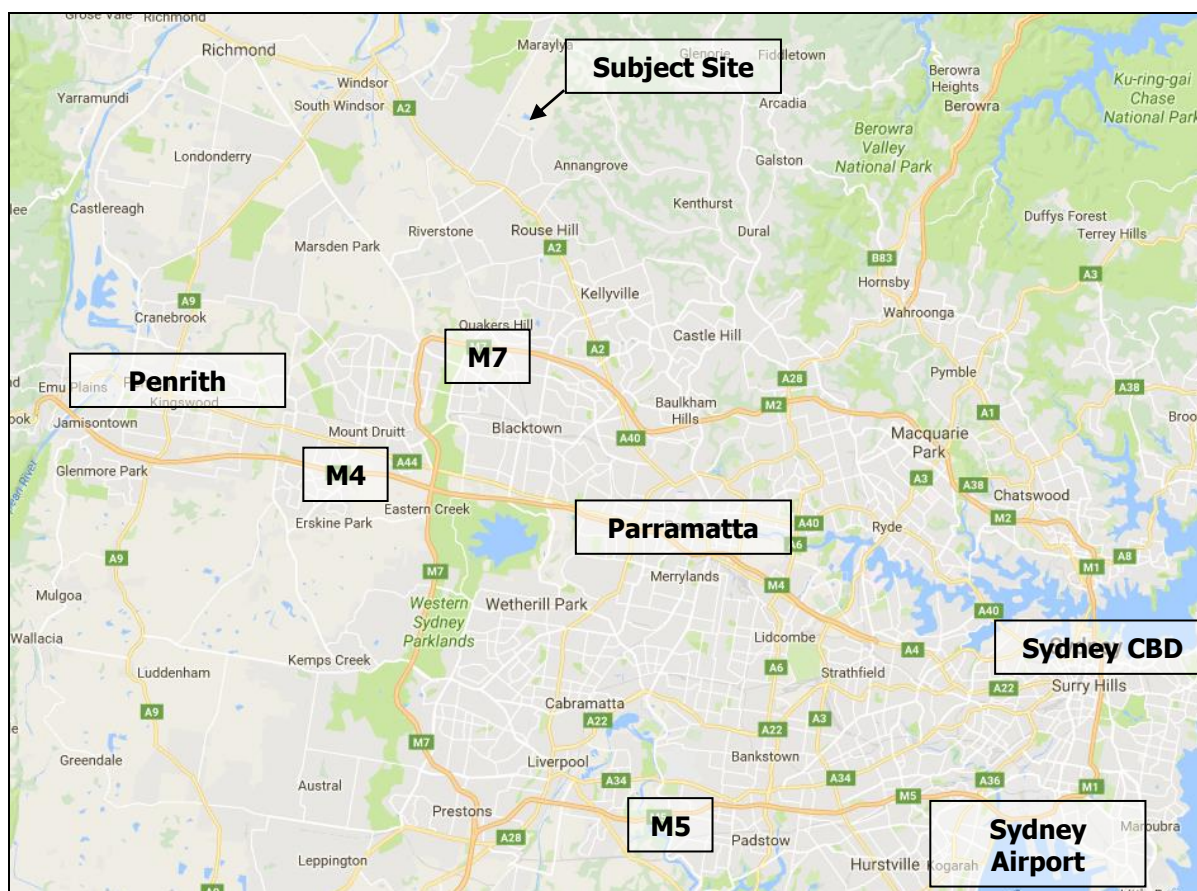 Grose Vale
Richmond
Richmond
Maraylya
Glenorie
Fiddletown
Subject Site
Berowra
Heights
Berowra
Ku-ring-gai
Chase
National Park
Yarramundi
Windsor
South Windsor
A2
Arcadia
Berowra
Valley
National Park
Londonderry
Annangrove
Galston
lee
Castlereagh
Kenthurst
Duffys Forest
Terrey Hills
Marsden Park
Riverstone
Rouse Hill
A2
Dural
B83
A3
Hornsby
A9
Cranebrook
Kellyville
Wahroonga
Quakers Hill
Castle Hill
M7
A2
Penrith
Emu Plains
Kingswood
A28
Pymble
A38
ook
Jamisontown
Mount Druitt
Blacktown
Baulkham
Hills
M2
A1
Broo
A40
Macquarie
Park
Glenmore Park
M4
A44
A3
A38
Chatswood
ean River
Erskine Park
Eastern Creek
Parramatta
A40
A6
Ryde
M2
A9
M7
Merrylands
M4
M1
A8
Mulgoa
Western
Sydney
Parklands
Wetherill Park
A40
Wallacia
Lidcombe
Sydney CBD
Kemps Creek
A6
Strathfield
A4
Luddenham
A22
Surry Hills
A9
Cabramatta
A22
A3
A22
M7
Bankstown
Greendale
Liverpool
Austral
A34
A34
A36
M5
M1
Prestons
M5
Sydney
Airport
Maroubra
A28
Padstow
Leppington
Hurstville
Kogarah